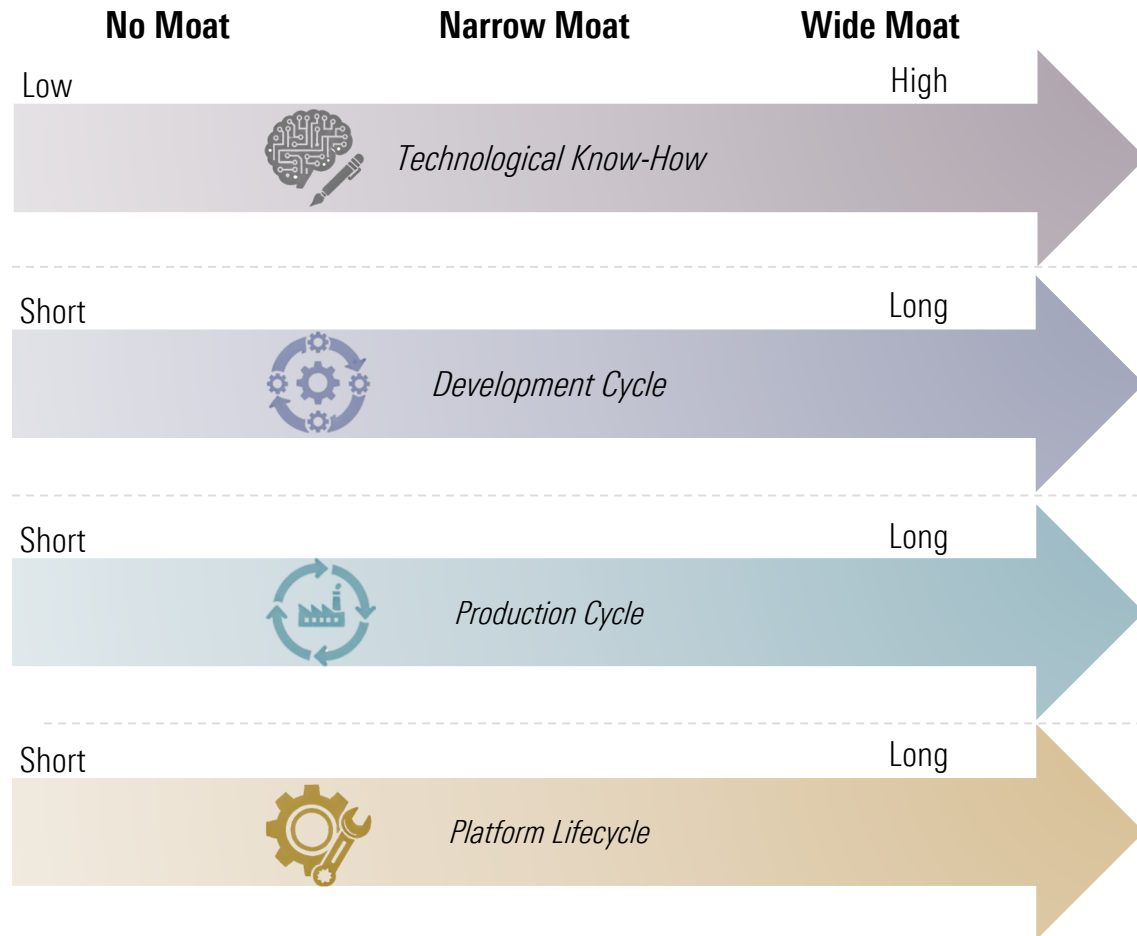 No Moat Narrow Moat Wide Moat
Low High
Technological Know-How
Short Long
Development Cycle
Short Long
Production Cycle
Short Long
Platform Lifecycle